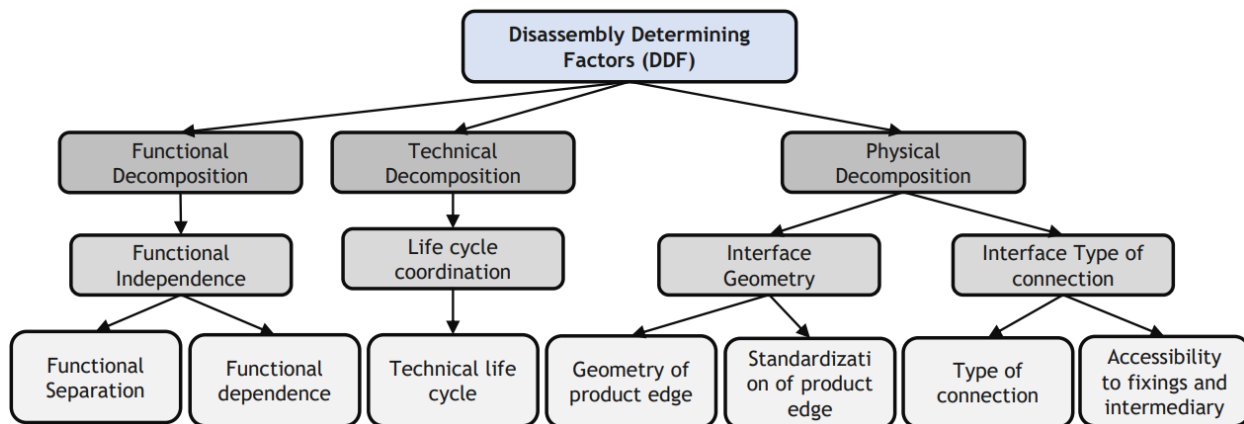 Disassembly Determining
Factors (DDF)
Functional
Decomposition
Technical
Decomposition
Physical
Decomposition
Functional
Independence
Life cycle
coordination
Interface
Geometry
Interface Type of
connection
Functional
Separation
Functional
dependence
Technical life
cycle
Geometry of
product edge
Standardizati
on of product
edge
Type of
connection
Accessibility
to fixings and
intermediary